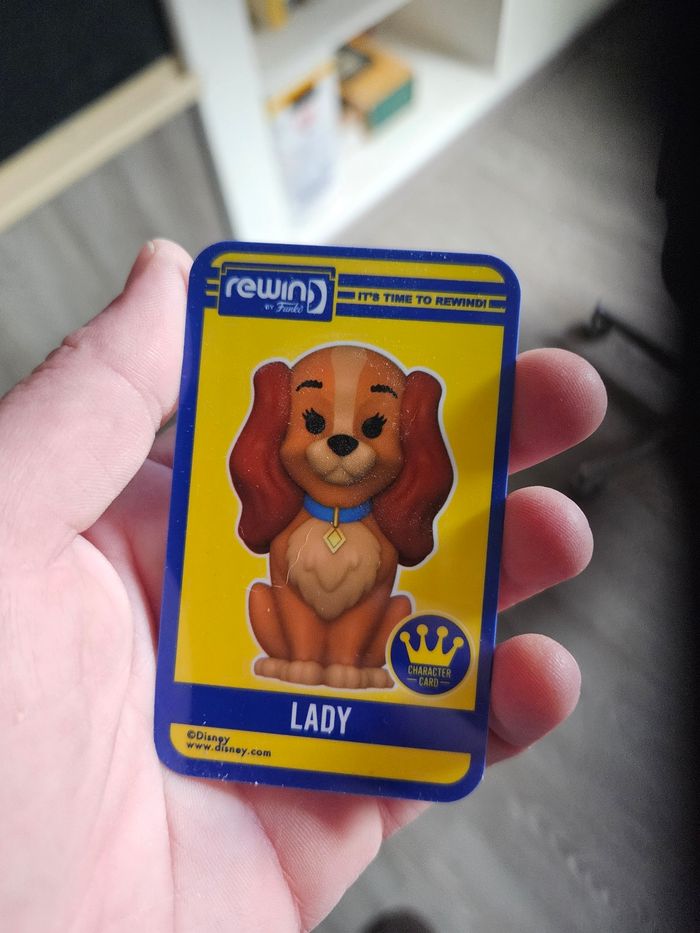 rewind
BY Funko
IT'S TIME TO REWIND!
CHARACTER
CARD
LADY
©Disney
www.disney.com